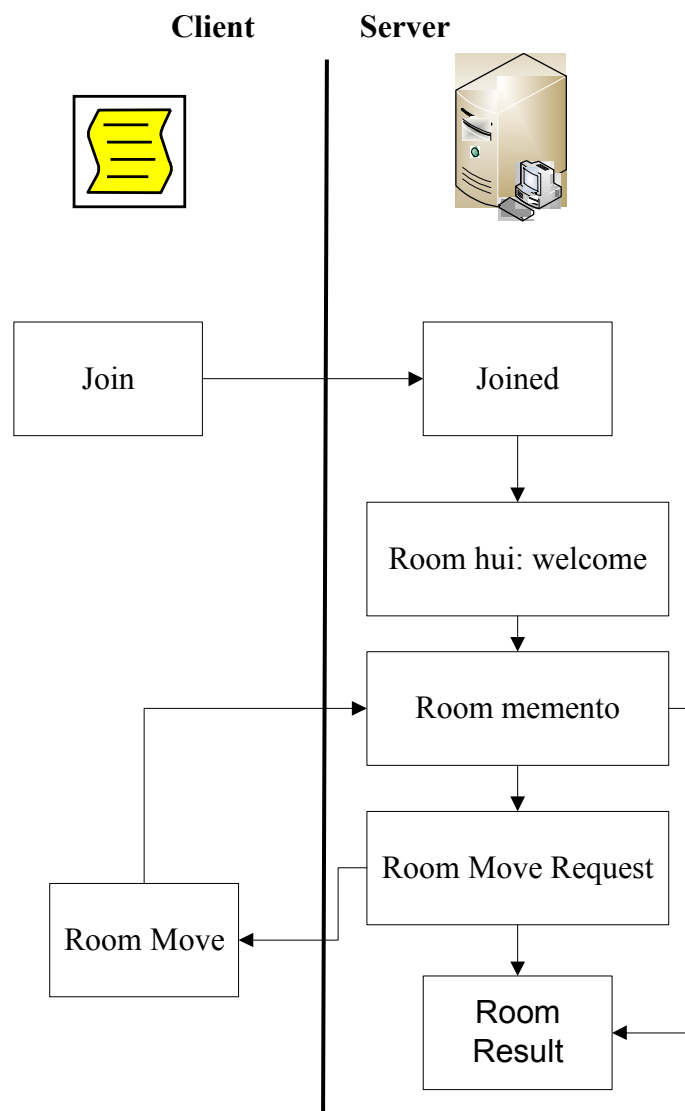 Client
Server
Join
Joined
Room hui: welcome
Room memento
Room Move Request
Room Move
Room
Result